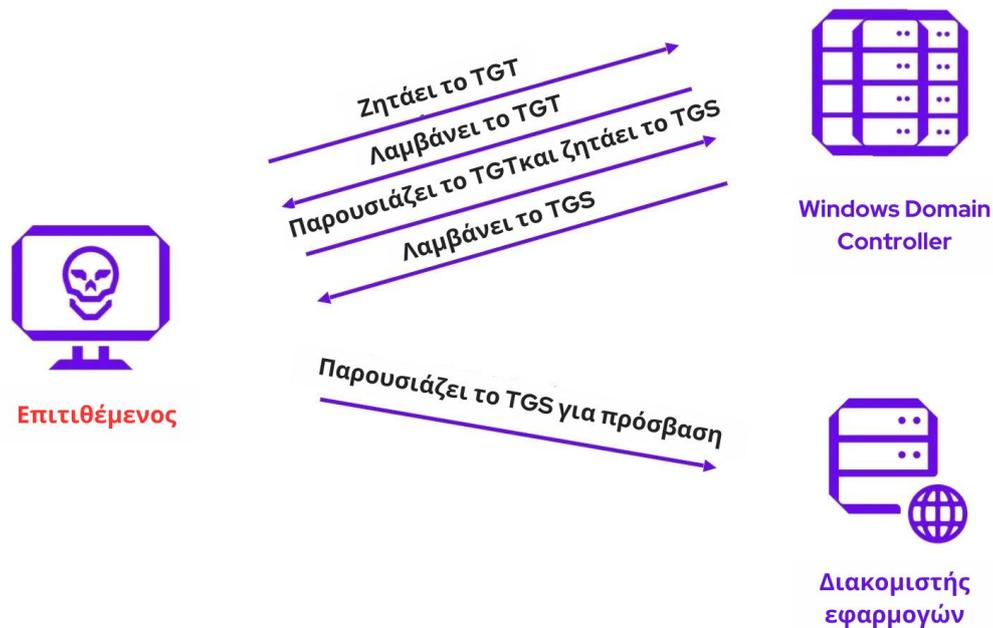 Ζητάει το TGT
Λαμβάνει το TGT
Παρουσιάζει το TGTκαι ζητάει το TGS
Λαμβάνει το TGS
Windows Domain
Controller
Επιτιθέμενος
Παρουσιάζει το TGS για πρόσβαση
Διακομιστής
εφαρμογών